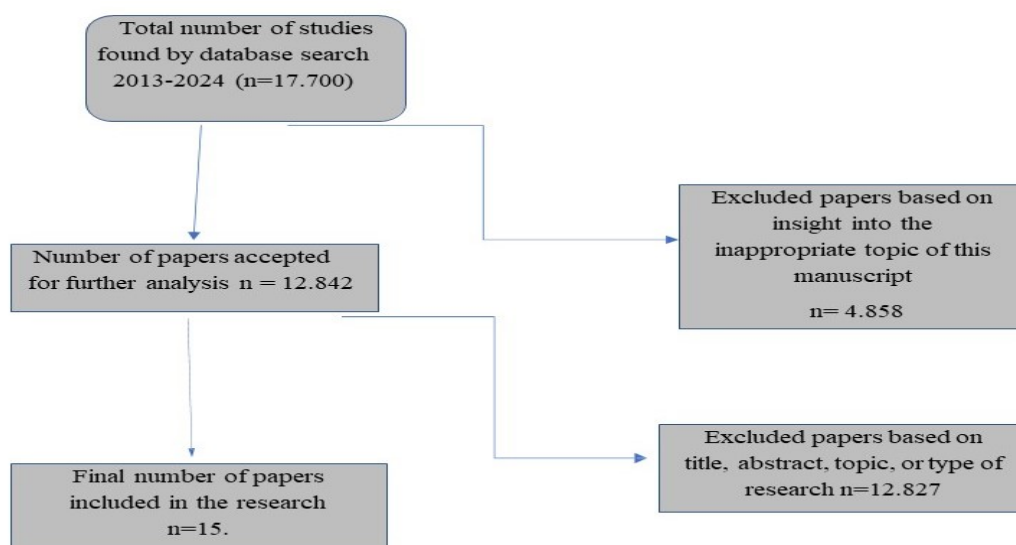 Total number of studies
found by database search
2013-2024 (n=17.700)
Excluded papers based on
insight into the
inappropriate topic of this
manuscript
n= 4.858
Number of papers accepted
for further analysis n = 12.842
Excluded papers based on
title, abstract, topic, or type of
research n=12.827
Final number of papers
included in the research
n=15.